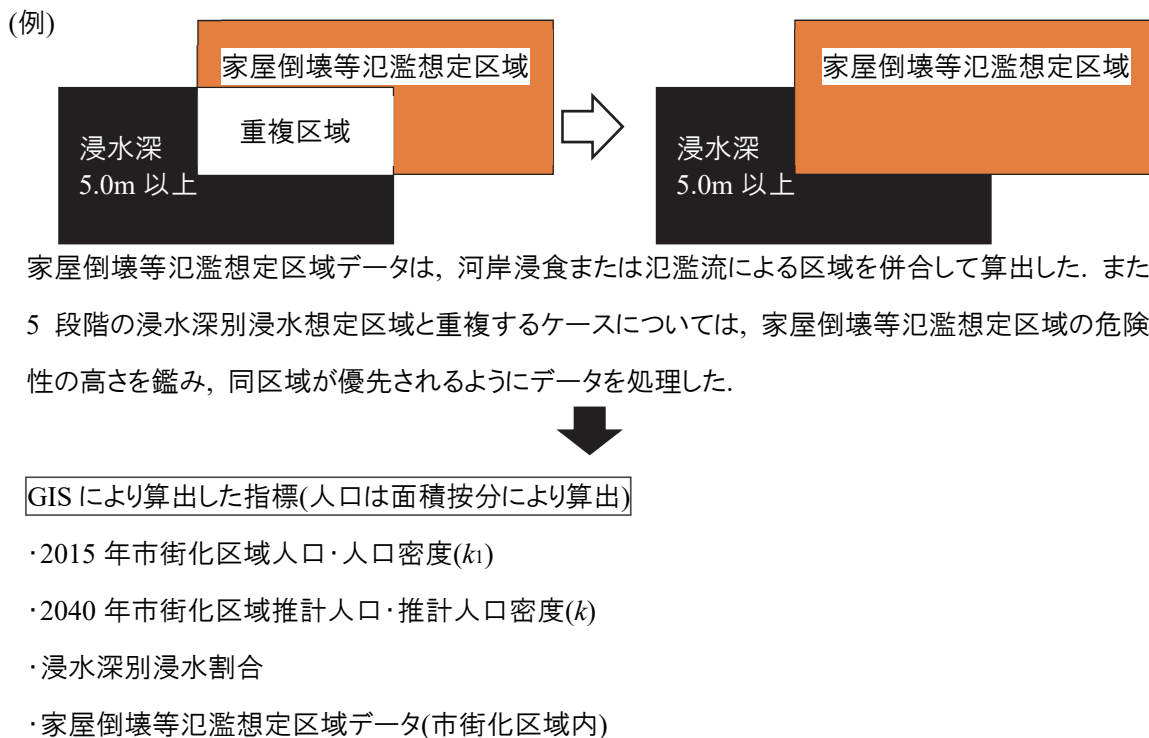 (例)
家屋倒壊等氾濫想定区域
家屋倒壊等氾濫想定区域
重複区域
浸水深
5.0m 以上
浸水深
5.0m 以上
家屋倒壊等氾濫想定区域データは, 河岸浸食または氾濫流による区域を併合して算出した. また
5 段階の浸水深別浸水想定区域と重複するケースについては, 家屋倒壊等氾濫想定区域の危険
性の高さを鑑み, 同区域が優先されるようにデータを処理した.
GIS により算出した指標(人口は面積按分により算出)
·2015 年市街化区域人口·人口密度(k1)
·2040 年市街化区域推計人口·推計人口密度(k)
·浸水深別浸水割合
·家屋倒壊等氾濫想定区域データ(市街化区域内)